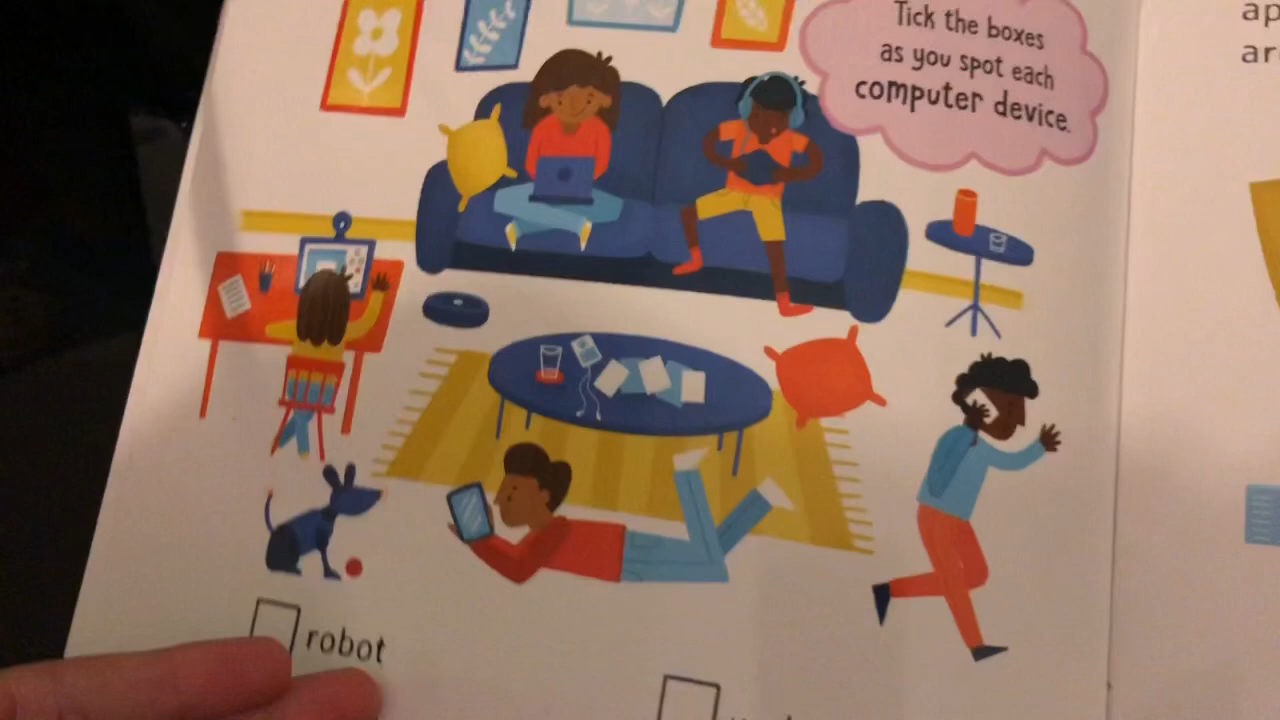 Tick the boxes
as you spot each
computer device.
robot